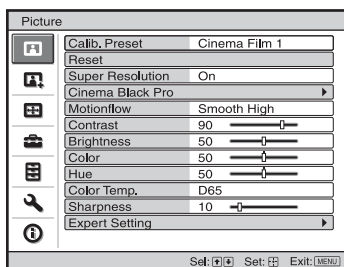 Picture
Calib. Preset Cinema Film 1
Reset
Super Resolution On
Cinema Black Pro
Motionflow Smooth High
Contrast 90
Brightness 50
Color 50
Hue 50
Color Temp. D65
Sharpness 10
Expert Setting
Sel: Set: Exit: MENU